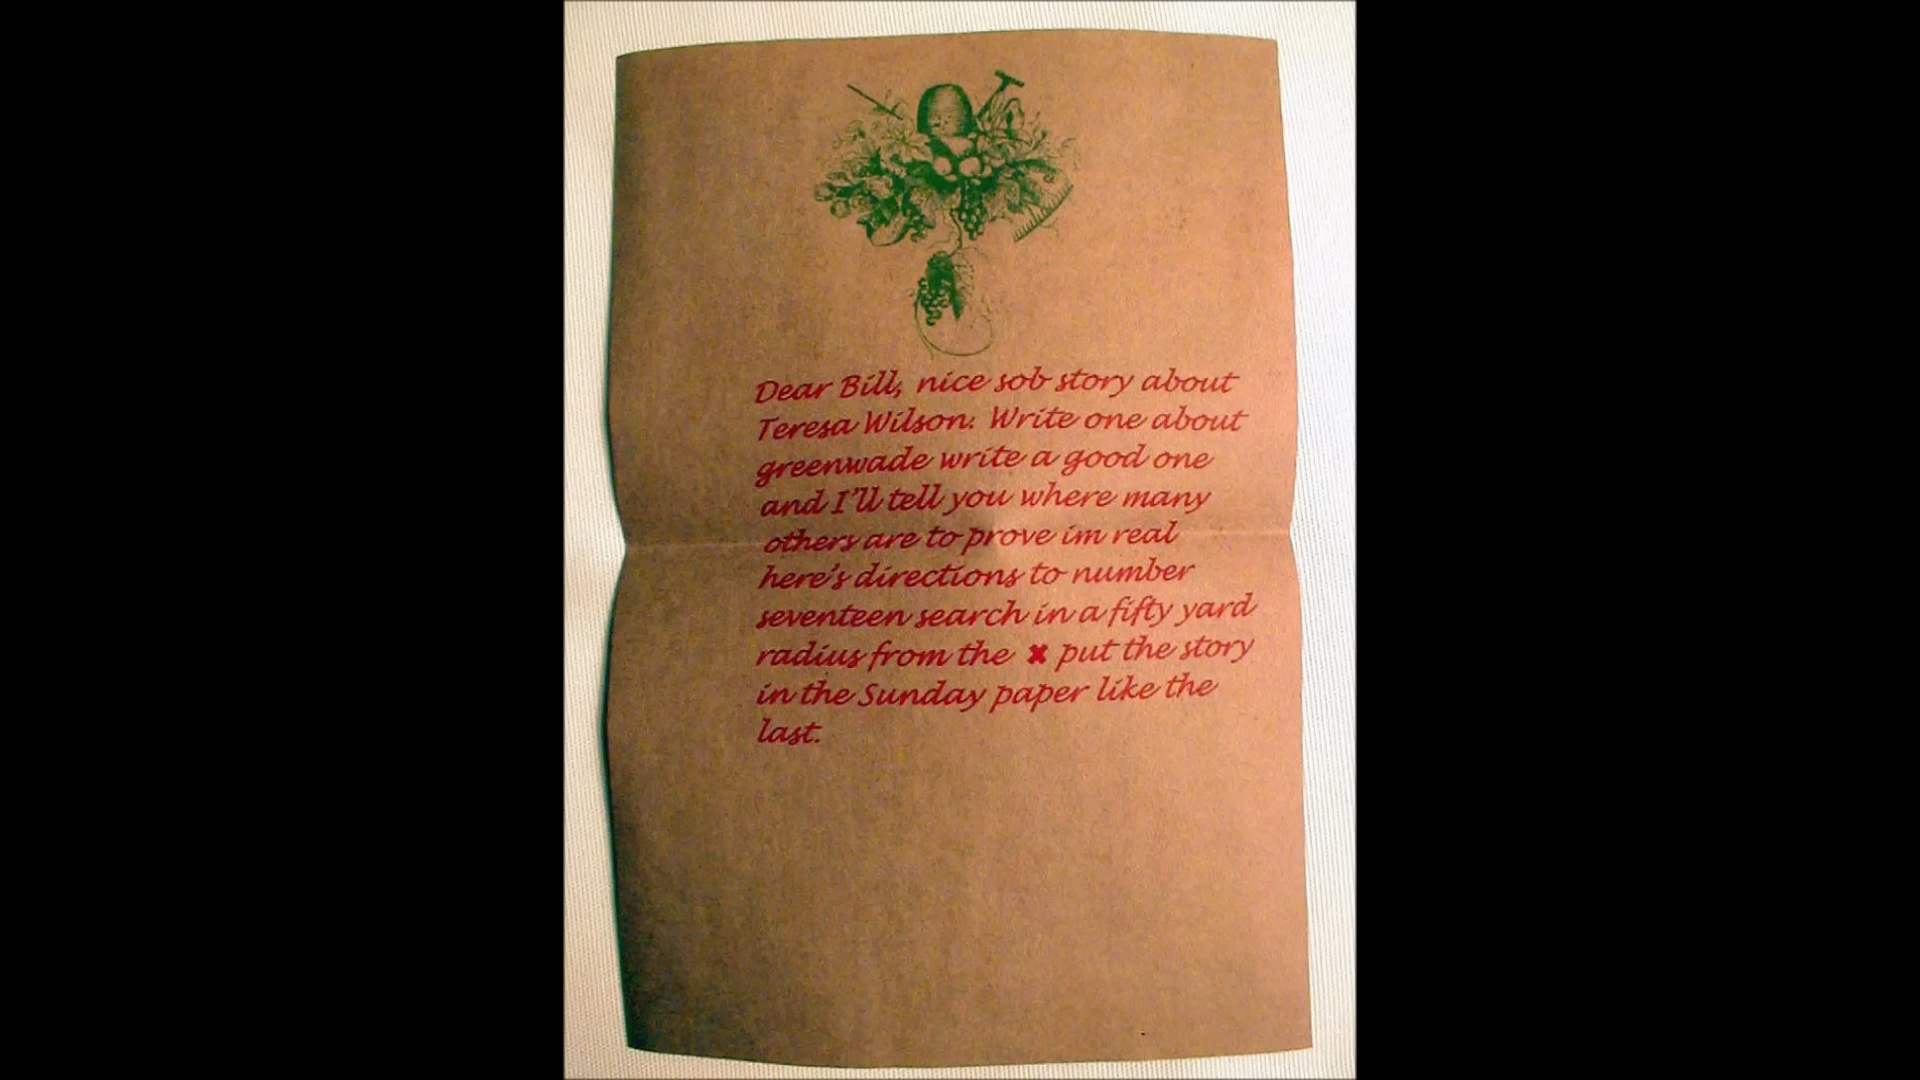 Dear Bill, nice sob story about
Teresa Wilson. Write one about
greenwade write a good one
and I'll tell you where many
others are to prove im real
here's directions to number
seventeen search in a fifty yard
radius from the ✖ put the story
in the Sunday paper like the
last.